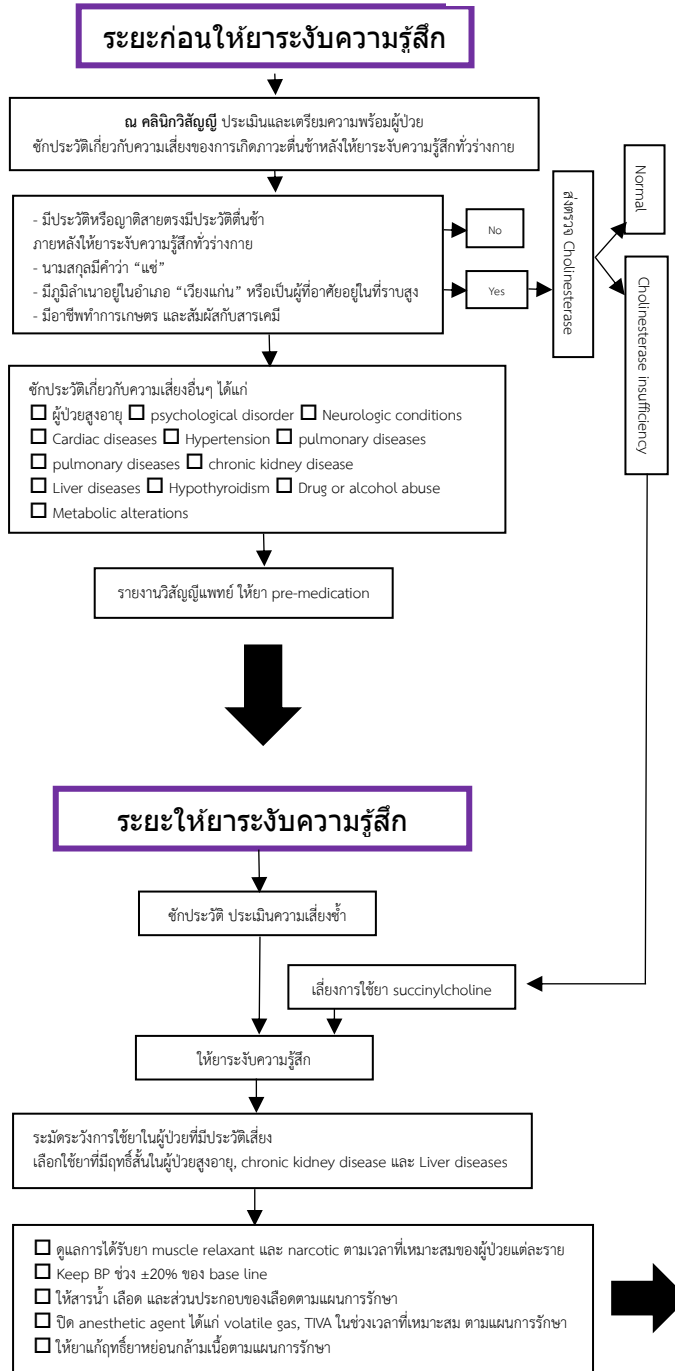 ระยะก่อนให้ยาระงับความรู้สึก
ณ คลินิกวิสัญญี ประเมินและเตรียมความพร้อมผู้ป่วย
ซักประวัติเกี่ยวกับความเสี่ยงของการเกิดภาวะตื่นช้าหลังให้ยาระงับความรู้สึกทั่วร่างกาย
- มีประวัติหรือญาติสายตรงมีประวัติตื่นช้า
ภายหลังให้ยาระงับความรู้สึกทั่วร่างกาย
- นามสกุลมีคำว่า “แซ่”
- มีภูมิลำเนาอยู่ในอำเภอ “เวียงแก่น” หรือเป็นผู้ที่อาศัยอยู่ในที่ราบสูง
- มีอาชีพทำการเกษตร และสัมผัสกับสารเคมี
No
Yes
ส่งตรวจ Cholinesterase
Normal
Cholinesterase insufficiency
ซักประวัติเกี่ยวกับความเสี่ยงอื่นๆ ได้แก่
☐ ผู้ป่วยสูงอายุ ☐ psychological disorder ☐ Neurologic conditions
☐ Cardiac diseases ☐ Hypertension ☐ pulmonary diseases
☐ pulmonary diseases ☐ chronic kidney disease
☐ Liver diseases ☐ Hypothyroidism ☐ Drug or alcohol abuse
☐ Metabolic alterations
รายงานวิสัญญีแพทย์ ให้ยา pre-medication
ระยะให้ยาระงับความรู้สึก
ซักประวัติ ประเมินความเสี่ยงซ้ำ
เลี่ยงการใช้ยา succinylcholine
ให้ยาระงับความรู้สึก
ระมัดระวังการใช้ยาในผู้ป่วยที่มีประวัติเสี่ยง
เลือกใช้ยาที่มีฤทธิ์สั้นในผู้ป่วยสูงอายุ, chronic kidney disease และ Liver diseases
☐ ดูแลการได้รับยา muscle relaxant และ narcotic ตามเวลาที่เหมาะสมของผู้ป่วยแต่ละราย
☐ Keep BP ช่วง ±20% ของ base line
☐ ให้สารน้ำ เลือด และส่วนประกอบของเลือดตามแผนการรักษา
☐ ปิด anesthetic agent ได้แก่ volatile gas, TIVA ในช่วงเวลาที่เหมาะสม ตามแผนการรักษา
☐ ให้ยาแก้ฤทธิ์ยาหย่อนกล้ามเนื้อตามแผนการรักษา